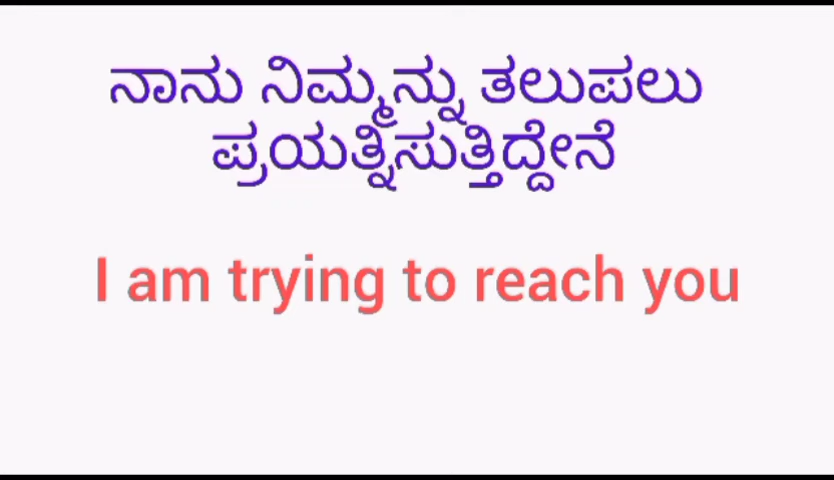 ನಾನು ನಿಮ್ಮನ್ನು ತಲುಪಲು
ಪ್ರಯತ್ನಿಸುತ್ತಿದ್ದೇನೆ
I am trying to reach you